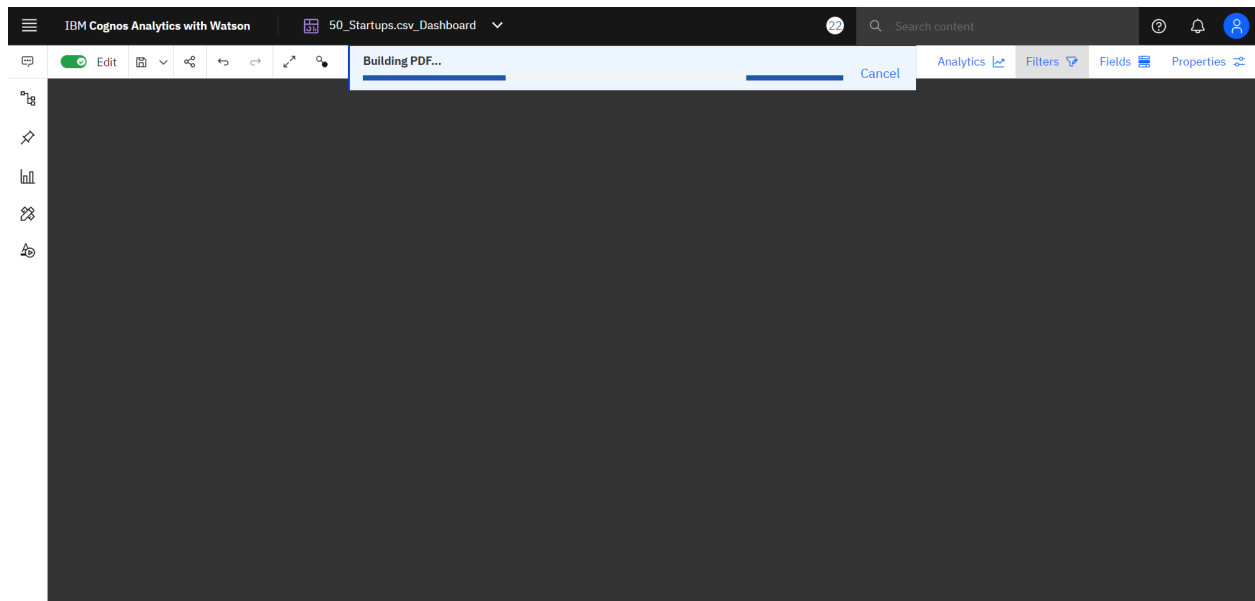 IBM Cognos Analytics with Watson
50_Startups.csv_Dashboard
22
Search content
Edit
Building PDF...
Cancel
Analytics
Filters
Fields
Properties